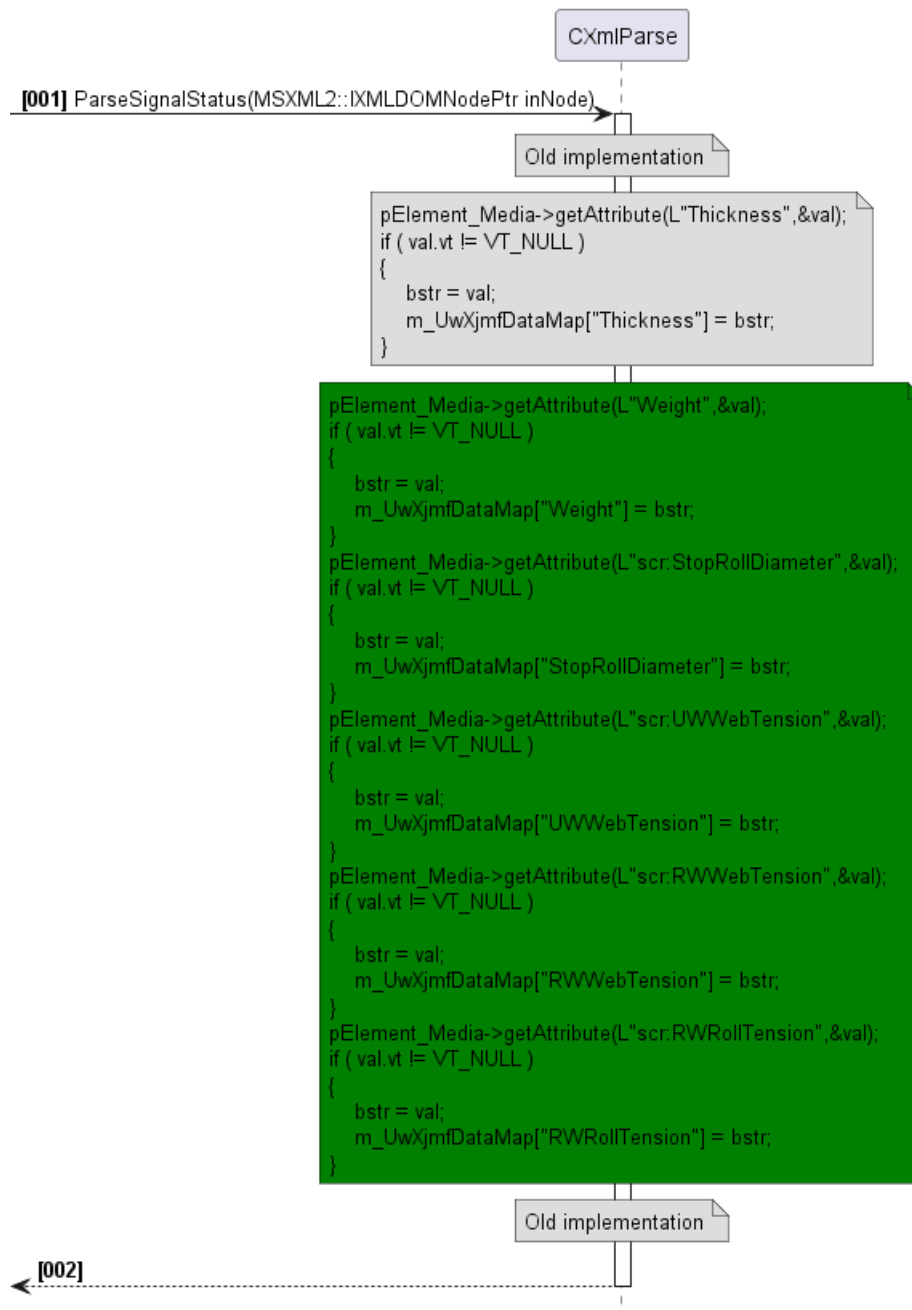 CXmlParse
[001] ParseSignalStatus(MSXML2::IXMLDOMNodePtr inNode)
Old implementation
pElement_Media->getAttribute(L"Thickness",&val);
if ( val.vt != VT_NULL )
{
bstr = val;
m_UwXjmfDataMap["Thickness"] = bstr;
}
pElement_Media->getAttribute(L"Weight",&val);
if ( val.vt != VT_NULL )
{
bstr = val;
m_UwXjmfDataMap["Weight"] = bstr;
}
pElement_Media->getAttribute(L"scr:StopRollDiameter",&val);
if ( val.vt != VT_NULL )
{
bstr = val;
m_UwXjmfDataMap["StopRollDiameter"] = bstr;
}
pElement_Media->getAttribute(L"scr:UWWebTension",&val);
if ( val.vt != VT_NULL )
{
bstr = val;
m_UwXjmfDataMap["UWWebTension"] = bstr;
}
pElement_Media->getAttribute(L"scr:RWWebTension",&val);
if ( val.vt != VT_NULL )
{
bstr = val;
m_UwXjmfDataMap["RWWebTension"] = bstr;
}
pElement_Media->getAttribute(L"scr:RWRollTension",&val);
if ( val.vt != VT_NULL )
{
bstr = val;
m_UwXjmfDataMap["RWRollTension"] = bstr;
}
Old implementation
[002]